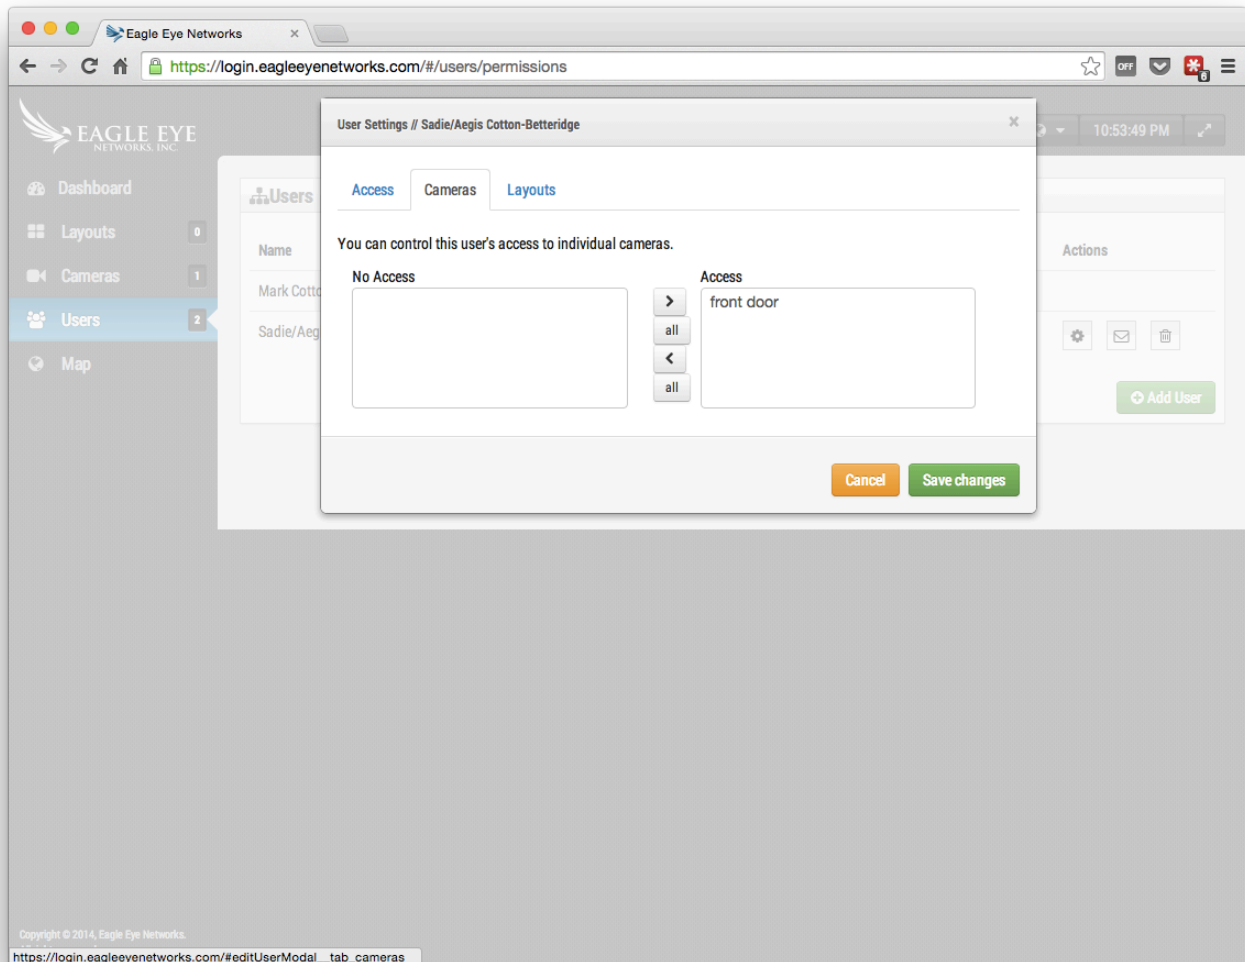 Eagle Eye Networks
https://login.eagleeyenetworks.com/#/users/permissions
OFF
6
EAGLE EYE
NETWORKS, INC.
User Settings // Sadie/Aegis Cotton-Betteridge
×
10:53:49 PM
Dashboard
Layouts 0
Cameras 1
Users 2
Map
Users
Name
Actions
Mark Cotto
Sadie/Aeg
Add User
Access Cameras Layouts
You can control this user's access to individual cameras.
No Access Access
front door
>
all
<
all
Cancel Save changes
Copyright © 2014, Eagle Eye Networks.
https://login.eagleeyenetworks.com/#editUserModal__tab_cameras